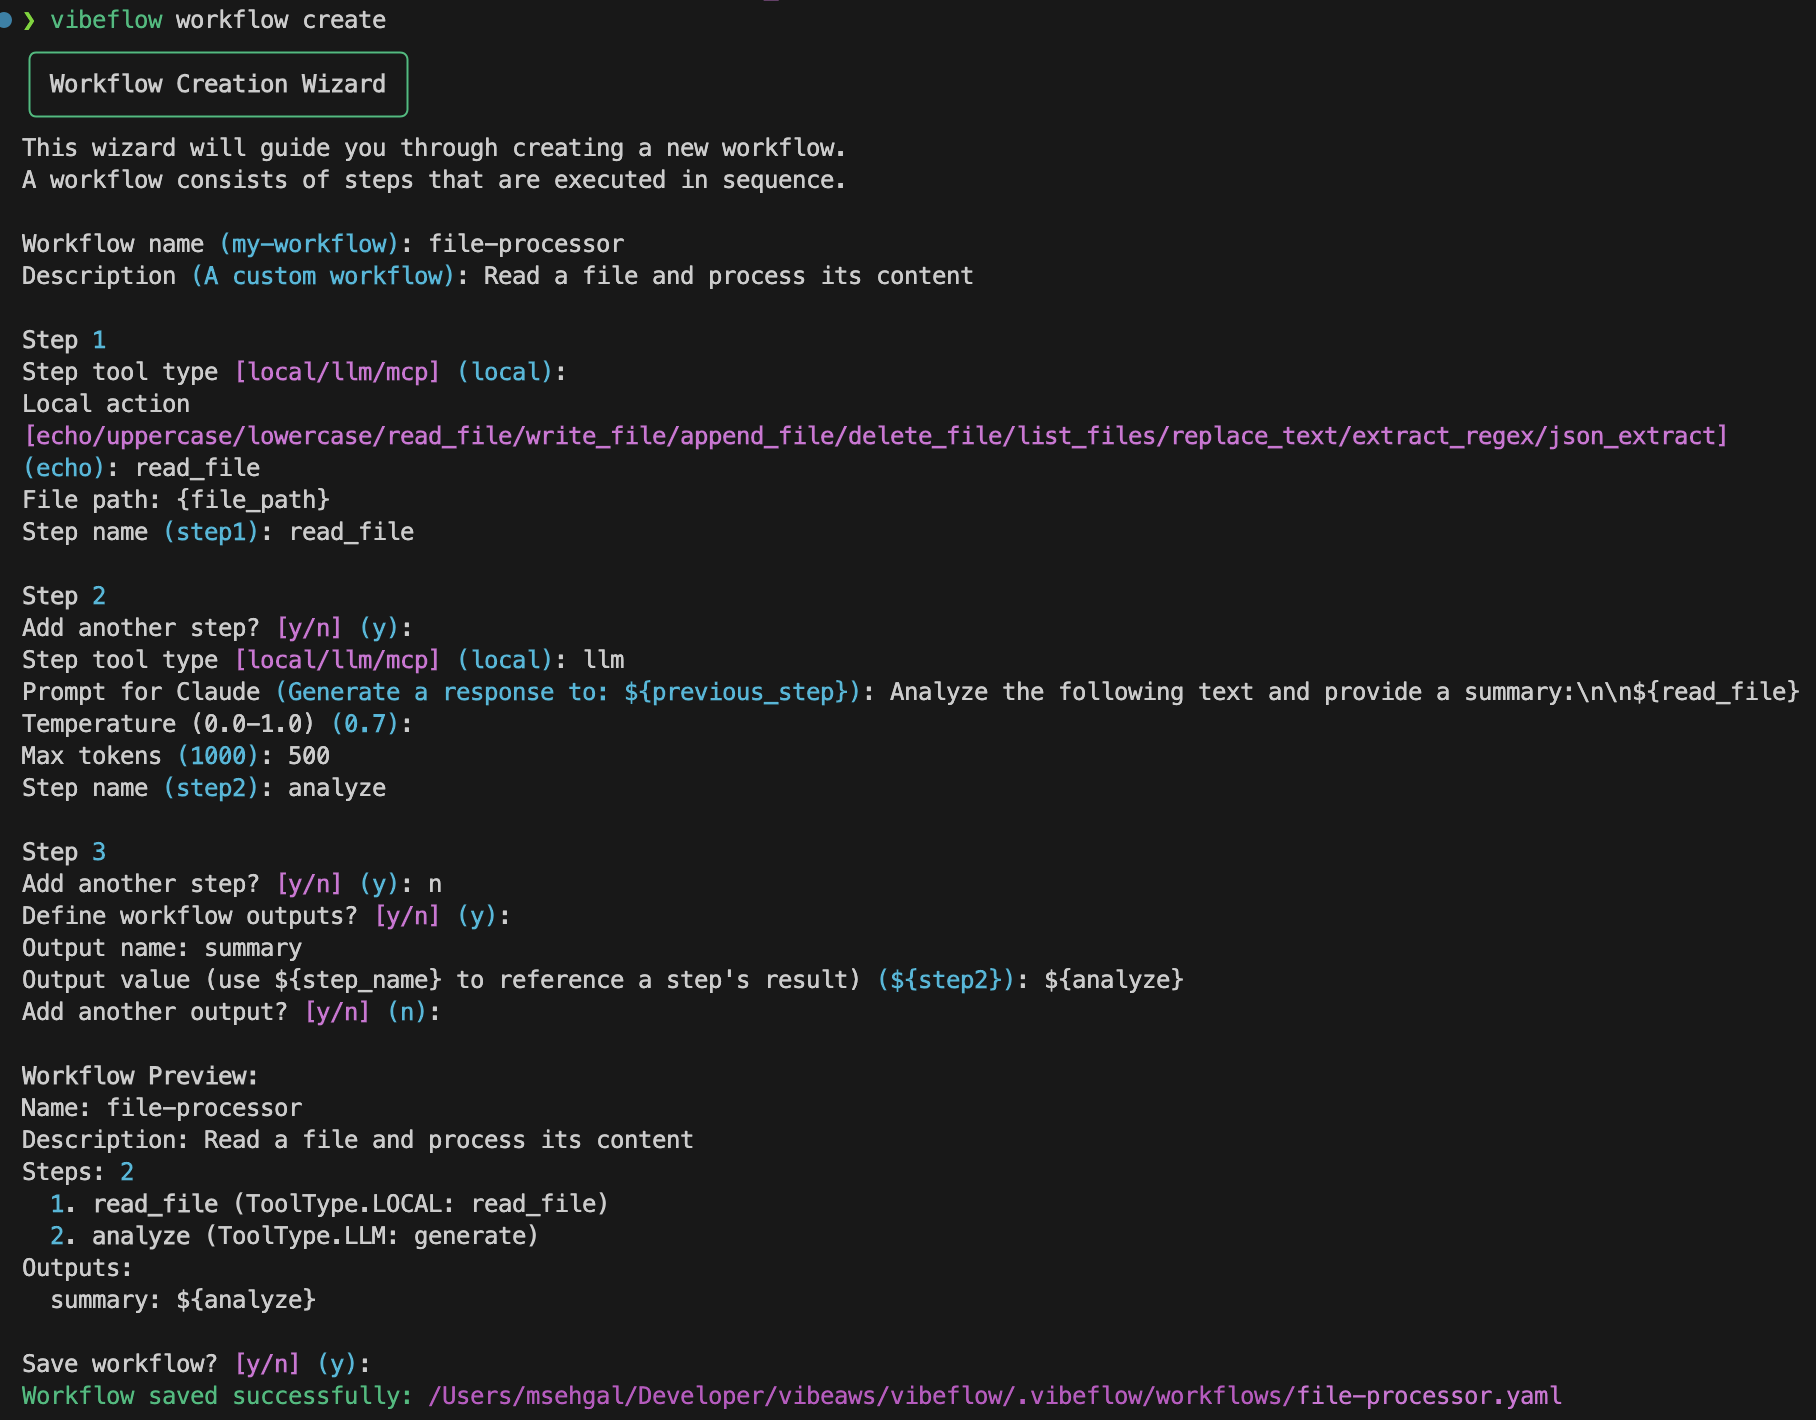 ❯ vibeflow workflow create
Workflow Creation Wizard
This wizard will guide you through creating a new workflow.
A workflow consists of steps that are executed in sequence.
Workflow name (my-workflow): file-processor
Description (A custom workflow): Read a file and process its content
Step 1
Step tool type [local/llm/mcp] (local):
Local action
[echo/uppercase/lowercase/read_file/write_file/append_file/delete_file/list_files/replace_text/extract_regex/json_extract]
(echo): read_file
File path: {file_path}
Step name (step1): read_file
Step 2
Add another step? [y/n] (y):
Step tool type [local/llm/mcp] (local): llm
Prompt for Claude (Generate a response to: ${previous_step}): Analyze the following text and provide a summary:\n\n${read_file}
Temperature (0.0-1.0) (0.7):
Max tokens (1000): 500
Step name (step2): analyze
Step 3
Add another step? [y/n] (y): n
Define workflow outputs? [y/n] (y):
Output name: summary
Output value (use ${step_name} to reference a step's result) (${step2}): ${analyze}
Add another output? [y/n] (n):
Workflow Preview:
Name: file-processor
Description: Read a file and process its content
Steps: 2
1. read_file (ToolType.LOCAL: read_file)
2. analyze (ToolType.LLM: generate)
Outputs:
summary: ${analyze}
Save workflow? [y/n] (y):
Workflow saved successfully: /Users/msehgal/Developer/vibeaws/vibeflow/.vibeflow/workflows/file-processor.yaml